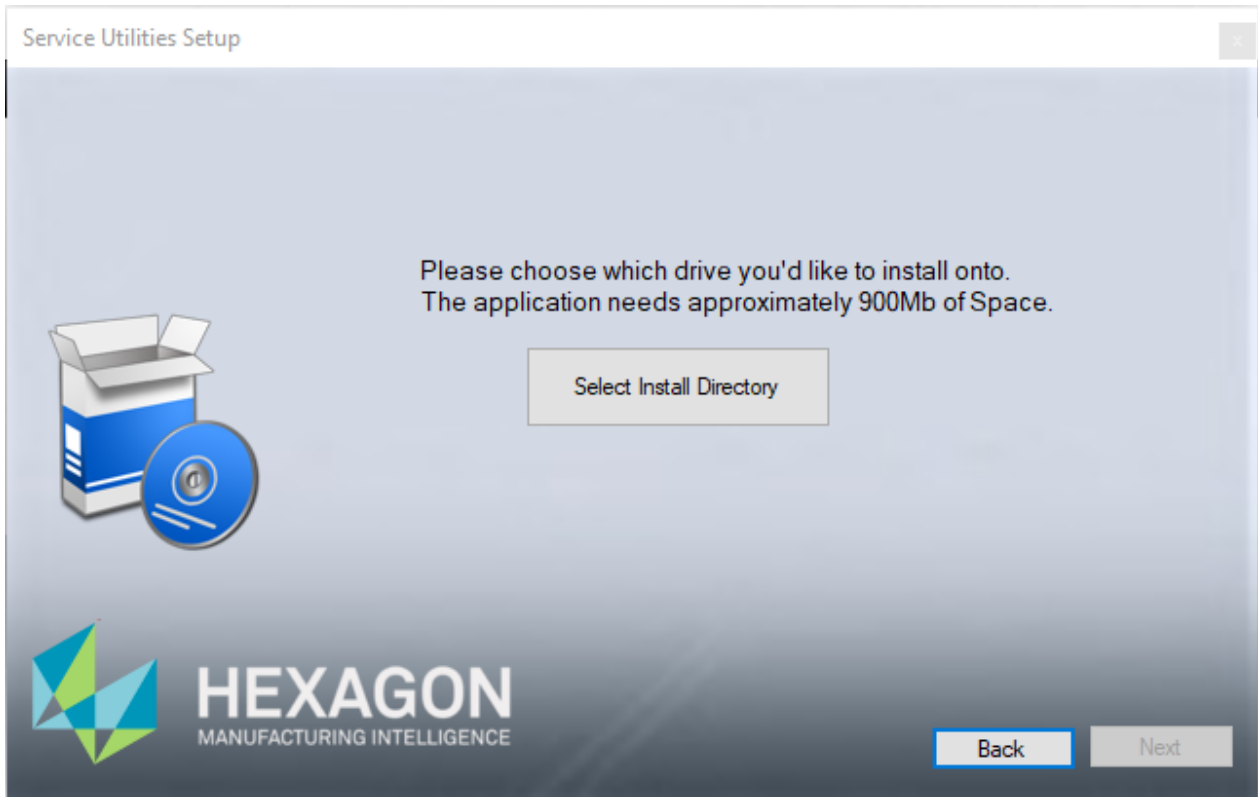 Service Utilities Setup
x
Please choose which drive you'd like to install onto.
The application needs approximately 900Mb of Space.
Select Install Directory
HEXAGON
MANUFACTURING INTELLIGENCE
Back
Next